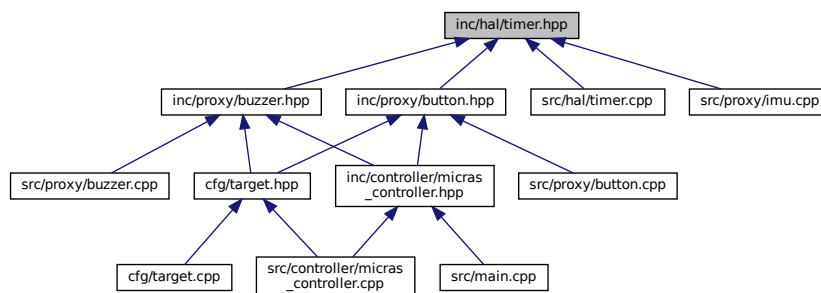 inc/hal/timer.hpp
inc/proxy/buzzer.hpp
inc/proxy/button.hpp
src/hal/timer.cpp
src/proxy/imu.cpp
src/proxy/buzzer.cpp
cfg/target.hpp
inc/controller/micras
_controller.hpp
src/proxy/button.cpp
cfg/target.cpp
src/controller/micras
_controller.cpp
src/main.cpp